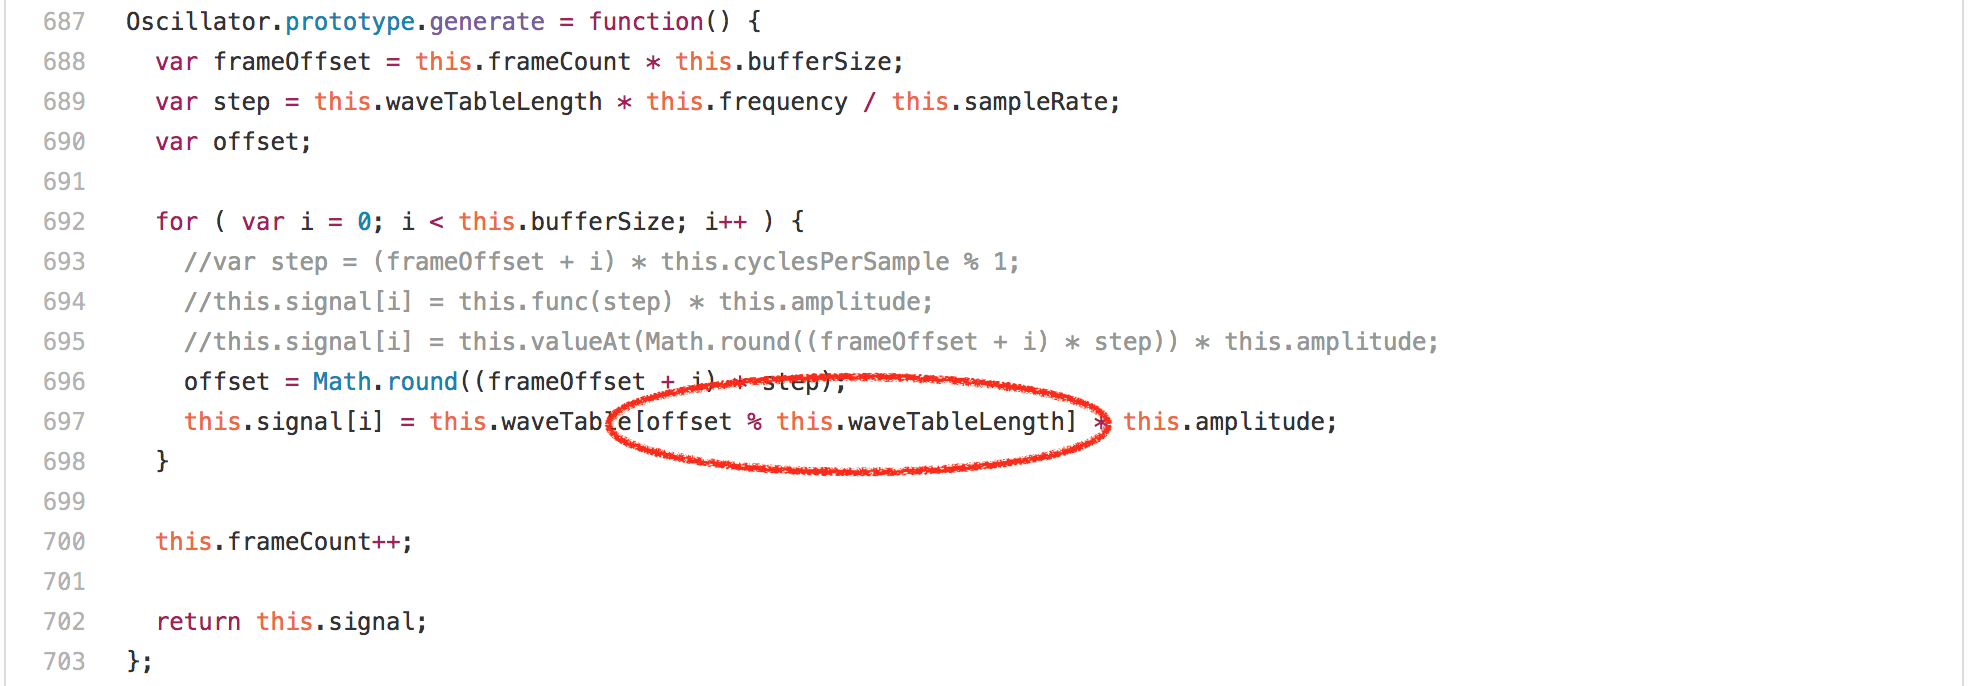 687 Oscillator.prototype.generate = function() {
688 var frameOffset = this.frameCount * this.bufferSize;
689 var step = this.waveTableLength * this.frequency / this.sampleRate;
690 var offset;
691
692 for ( var i = 0; i < this.bufferSize; i++ ) {
693 //var step = (frameOffset + i) * this.cyclesPerSample % 1;
694 //this.signal[i] = this.func(step) * this.amplitude;
695 //this.signal[i] = this.valueAt(Math.round((frameOffset + i) * step)) * this.amplitude;
696 offset = Math.round((frameOffset + i) * step);
697 this.signal[i] = this.waveTable[offset % this.waveTableLength] * this.amplitude;
698 }
699
700 this.frameCount++;
701
702 return this.signal;
703 };